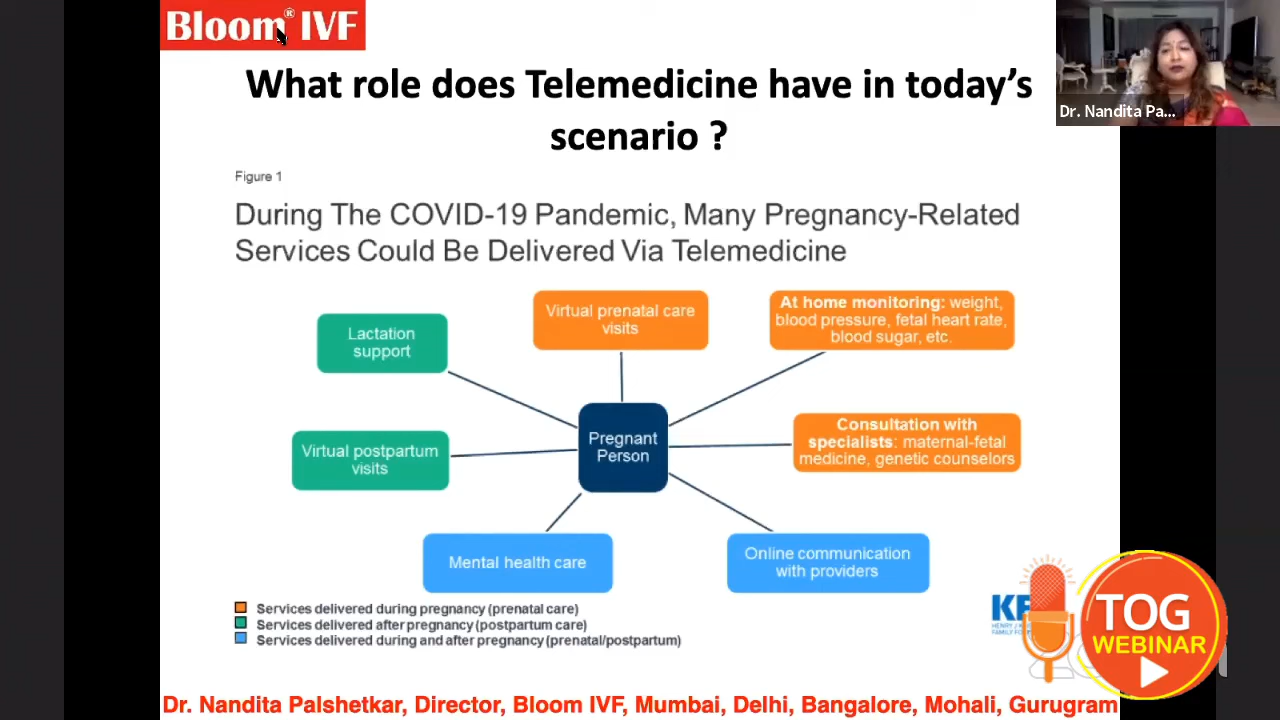 Bloom® IVF
What role does Telemedicine have in today's
scenario ?
Dr. Nandita Pa...
Figure 1
During The COVID-19 Pandemic, Many Pregnancy-Related
Services Could Be Delivered Via Telemedicine
Lactation
support
Virtual prenatal care
visits
At home monitoring: weight,
blood pressure, fetal heart rate,
blood sugar, etc.
Virtual postpartum
visits
Pregnant
Person
Consultation with
specialists: maternal-fetal
medicine, genetic counselors
Mental health care
Online communication
with providers
Services delivered during pregnancy (prenatal care)
Services delivered after pregnancy (postpartum care)
Services delivered during and after pregnancy (prenatal/postpartum)
TOG
WEBINAR
Dr. Nandita Palshetkar, Director, Bloom IVF, Mumbai, Delhi, Bangalore, Mohali, Gurugram